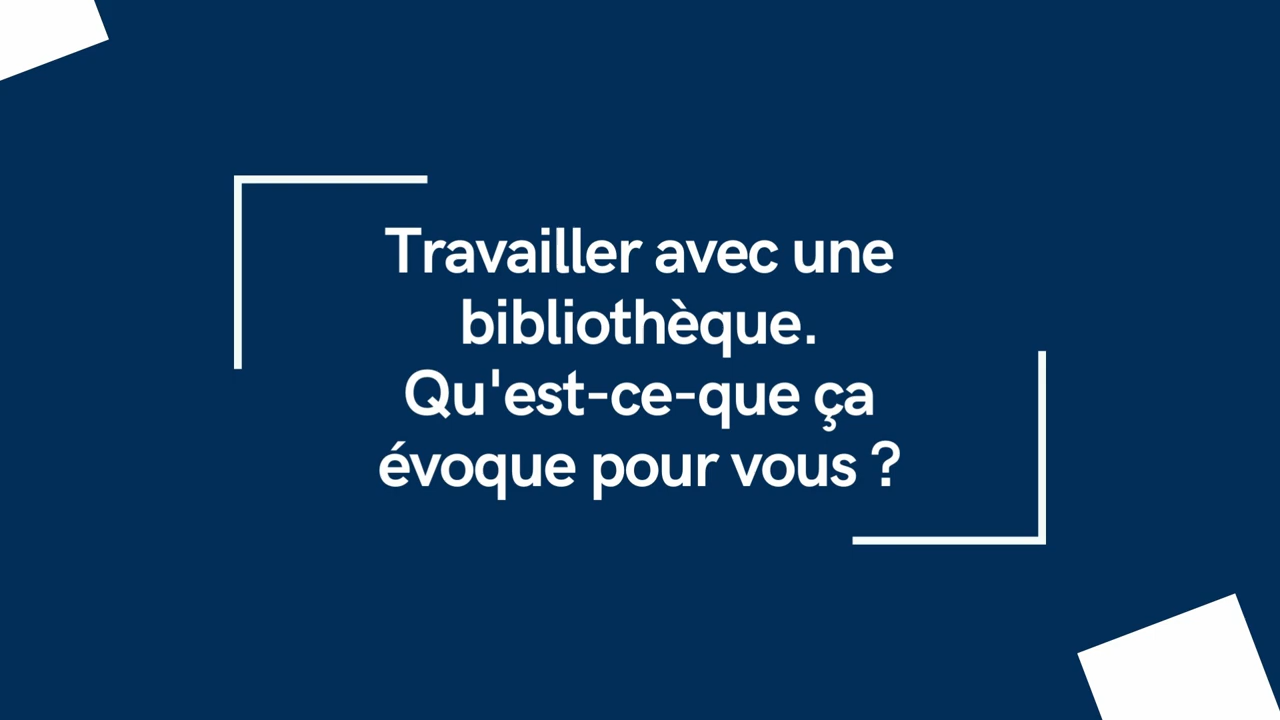 Travailler avec une
bibliothèque.
Qu'est-ce-que ça
évoque pour vous ?